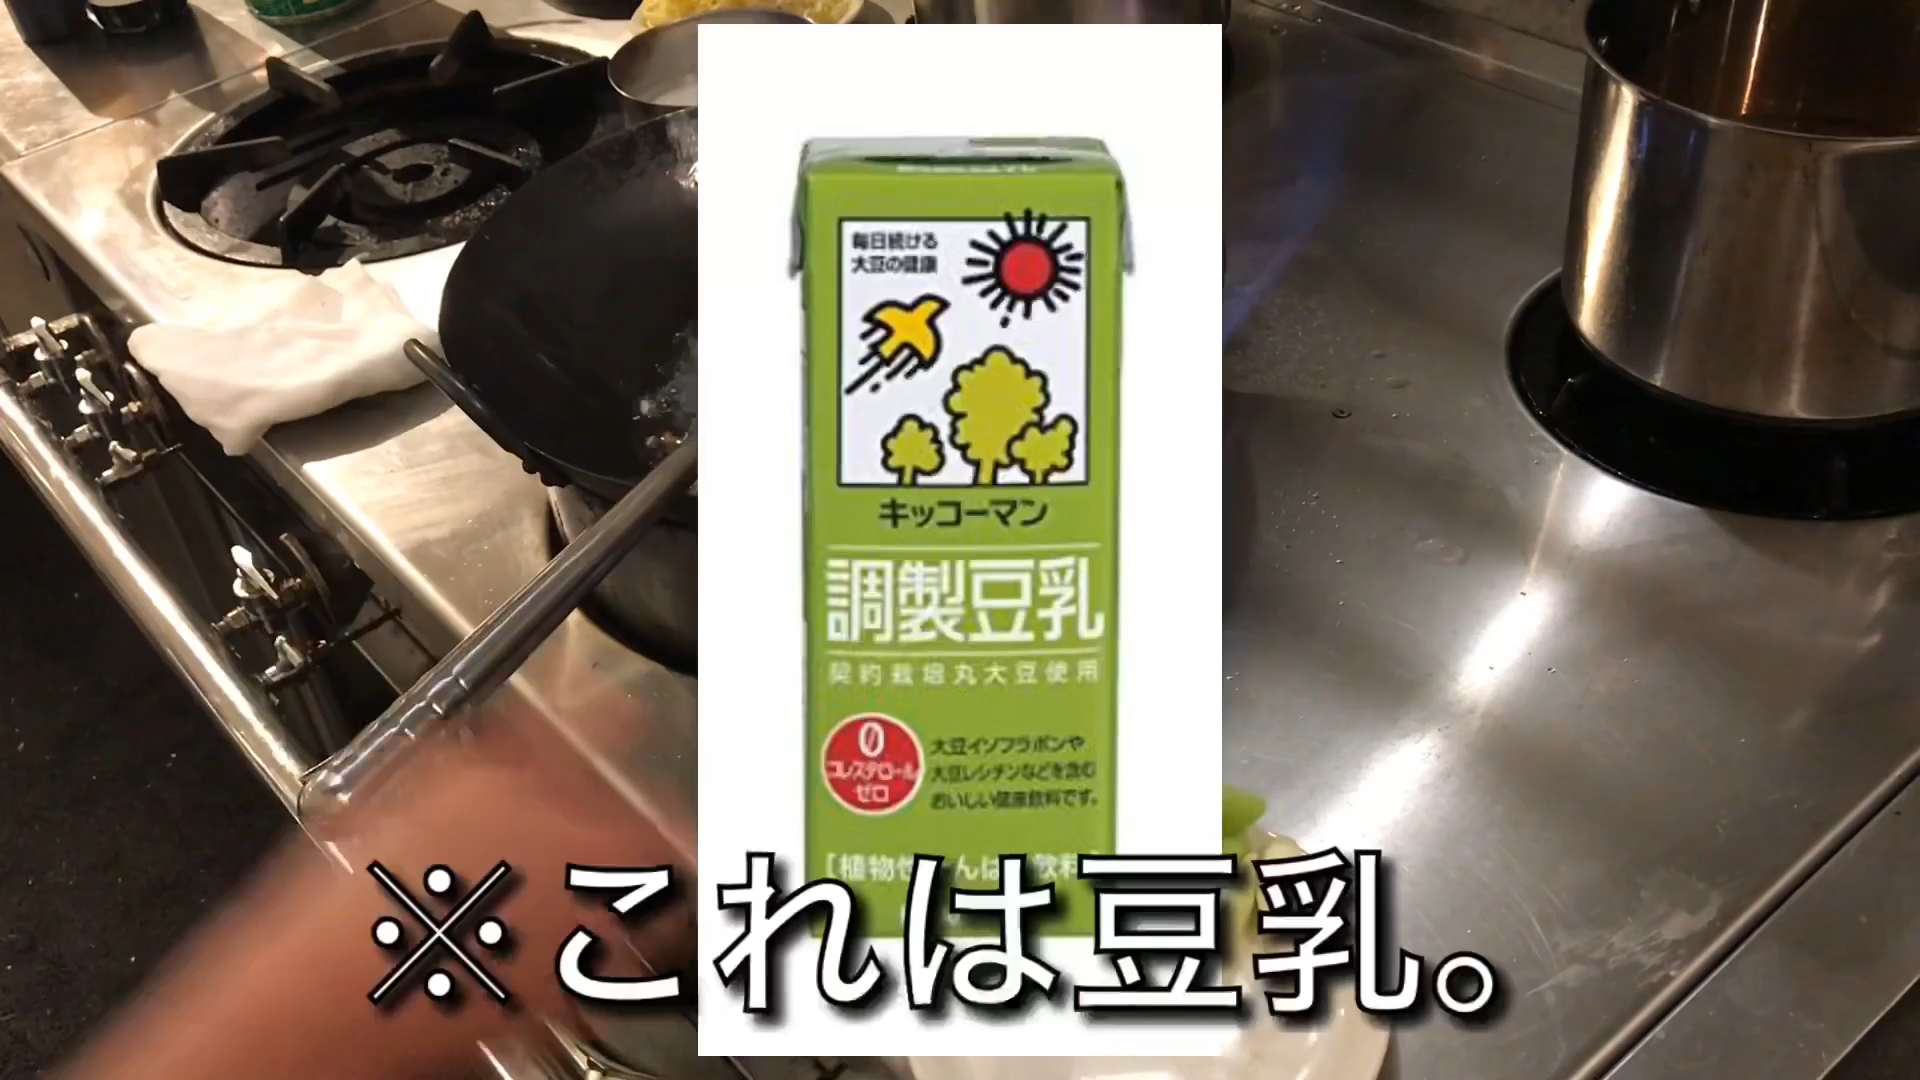 毎日続ける
大豆の健康
キッコーマン
調製豆乳
契約栽培丸大豆使用
0
コレステロール
ゼロ
大豆イソフラボンや
大豆レシチンなどを含む
おいしい健康飲料です。
※これは豆乳。